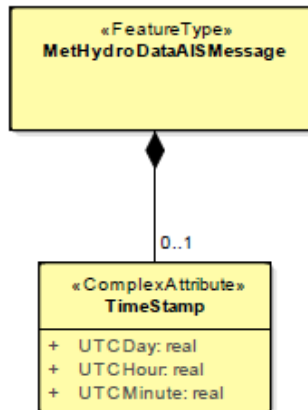 «FeatureType»
MetHydroDataAISMessage
0..1
«ComplexAttribute»
TimeStamp
+ UTCDay: real
+ UTCHour: real
+ UTCMinute: real